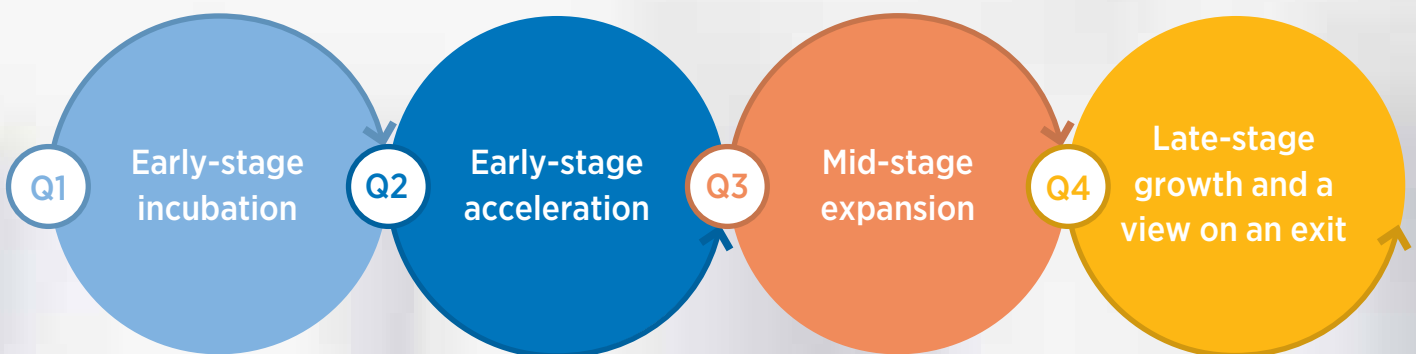 Q1
Early-stage
incubation
Q2
Early-stage
acceleration
Q3
Mid-stage
expansion
Q4
Late-stage
growth and a
view on an exit